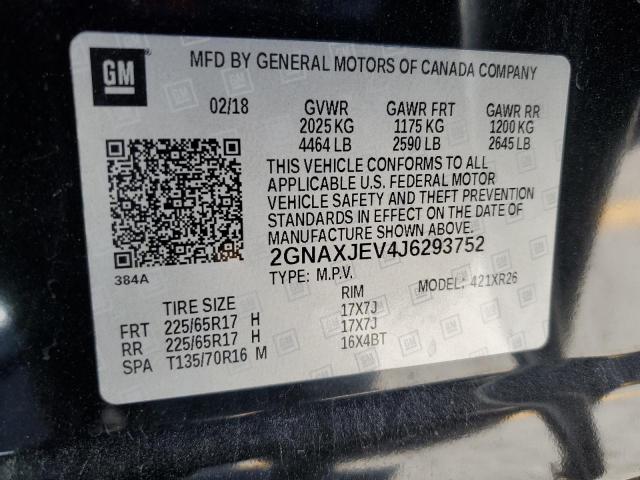 GM
MFD BY GENERAL MOTORS OF CANADA COMPANY
02/18 GVWR GAWR FRT GAWR RR
2025 KG 1175 KG 1200 KG
4464 LB 2590 LB 2645 LB
THIS VEHICLE CONFORMS TO ALL
APPLICABLE U.S. FEDERAL MOTOR
VEHICLE SAFETY AND THEFT PREVENTION
STANDARDS IN EFFECT ON THE DATE OF
MANUFACTURE SHOWN ABOVE.
2GNAXJEV4J6293752
384A
TYPE: M.P.V. MODEL: 421XR26
TIRE SIZE RIM
FRT 225/65R17 H 17X7J
RR 225/65R17 H 17X7J
SPA T135/70R16 M 16X4BT